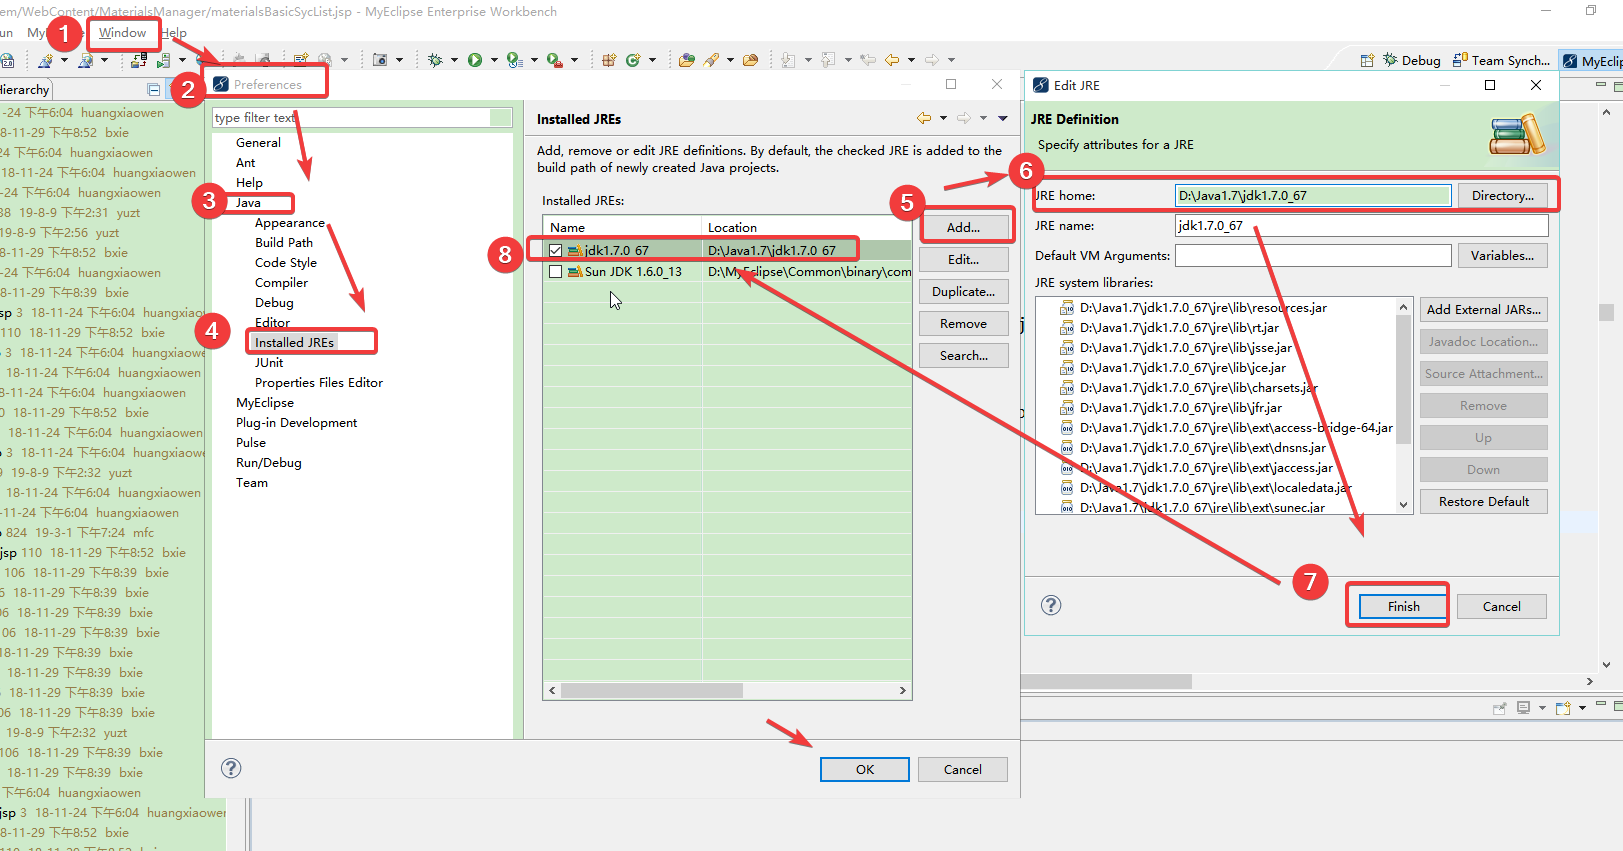 em/WebContent/MaterialsManager/materialsBasicSycList.jsp - MyEclipse Enterprise Workbench
un
1
Window
Help
Debug
Team Synch...
MyEclip
Hierarchy
-24 下午6:04 huangxiaowen
8-11-29 下午8:52 bxie
24 下午6:04 huangxiaowen
-11-24 下午6:04 huangxiaowen
-11-24 下午6:04 huangxiaowen
38 19-8-9 下午2:31 yuzt
-8-9 下午2:56 yuzt
-9-20 下午6:04 huangxiaowen
8-11-29 下午8:39 bxie
-24 下午6:04 huangxiaowen
sp 3 18-11-24 下午6:04 huangxiaow
110 18-11-29 下午8:52 bxie
3 18-11-24 下午6:04 huangxiaowen
18-11-24 下午6:04 huangxiaowen
8-11-24 下午6:04 huangxiaowen
0 18-11-29 下午8:52 bxie
18-11-24 下午6:04 huangxiaowen
3 18-11-24 下午6:04 huangxiaowen
9 19-8-9 下午2:32 yuzt
18-11-24 下午6:04 huangxiaowen
-11-24 下午6:04 huangxiaowen
824 19-3-1 下午7:24 mfc
jsp 110 18-11-29 下午8:52 bxie
106 18-11-29 下午8:39 bxie
18-11-29 下午8:39 bxie
06 18-11-29 下午8:39 bxie
06 18-11-29 下午8:39 bxie
18-11-29 下午8:39 bxie
18-11-29 下午8:39 bxie
18-11-29 下午8:39 bxie
06 18-11-29 下午8:39 bxie
19-8-9 下午2:32 yuzt
106 18-11-29 下午8:39 bxie
18-11-29 下午8:39 bxie
下午6:04 huangxiaowen
jsp 3 18-11-24 下午6:04 huangxiaowen
8-11-29 下午8:52 bxie
2
Preferences
type filter text
General
Ant
Help
3
Java
Appearance
Build Path
Code Style
Compiler
Debug
Editor
4
Installed JREs
JUnit
Properties Files Editor
MyEclipse
Plug-in Development
Pulse
Run/Debug
Team
Installed JREs
Add, remove or edit JRE definitions. By default, the checked JRE is added to the
build path of newly created Java projects.
Installed JREs:
Name Location
8
jdk1.7.0_67 D:\Java1.7\jdk1.7.0_67
Sun JDK 1.6.0_13 D:\MyEclipse\Common\binary\com
5
Add...
Edit...
Duplicate...
Remove
Search...
OK
Cancel
Edit JRE
JRE Definition
Specify attributes for a JRE
6
JRE home: D:\Java1.7\jdk1.7.0_67 Directory...
JRE name: jdk1.7.0_67
Default VM Arguments: Variables...
JRE system libraries:
D:\Java1.7\jdk1.7.0_67\jre\lib\resources.jar
D:\Java1.7\jdk1.7.0_67\jre\lib\rt.jar
D:\Java1.7\jdk1.7.0_67\jre\lib\jsse.jar
D:\Java1.7\jdk1.7.0_67\jre\lib\jce.jar
D:\Java1.7\jdk1.7.0_67\jre\lib\charsets.jar
D:\Java1.7\jdk1.7.0_67\jre\lib\jfr.jar
D:\Java1.7\jdk1.7.0_67\jre\lib\ext\access-bridge-64.jar
D:\Java1.7\jdk1.7.0_67\jre\lib\ext\dnsns.jar
D:\Java1.7\jdk1.7.0_67\jre\lib\ext\jaccess.jar
D:\Java1.7\jdk1.7.0_67\jre\lib\ext\localedata.jar
D:\Java1.7\jdk1.7.0_67\jre\lib\ext\sunec.jar
Add External JARs...
Javadoc Location...
Source Attachment...
Remove
Up
Down
Restore Default
7
Finish
Cancel